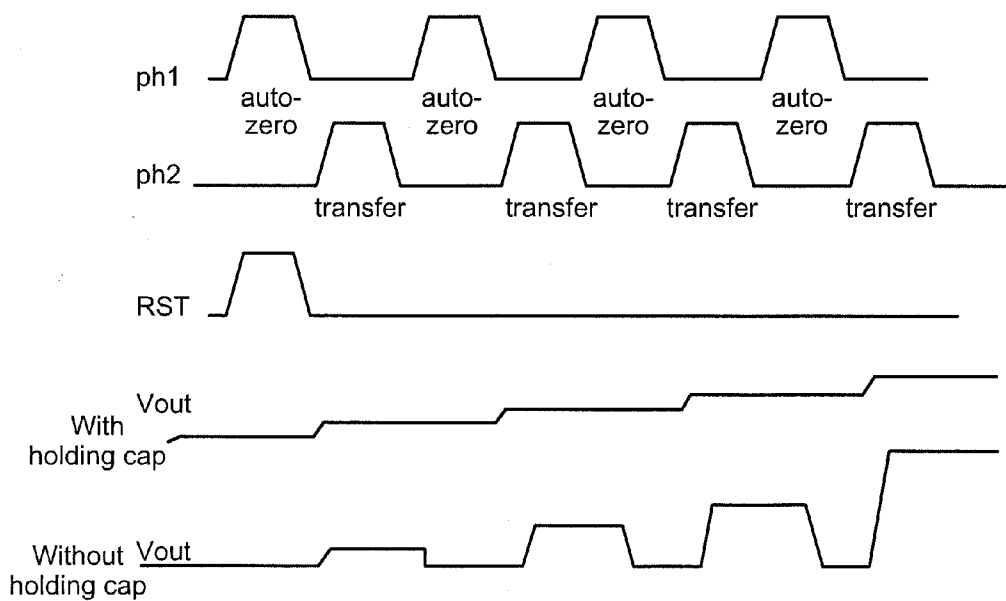 ph1
auto-
zero
auto-
zero
auto-
zero
auto-
zero
ph2
transfer
transfer
transfer
transfer
RST
Vout
With
holding cap
Vout
Without
holding cap